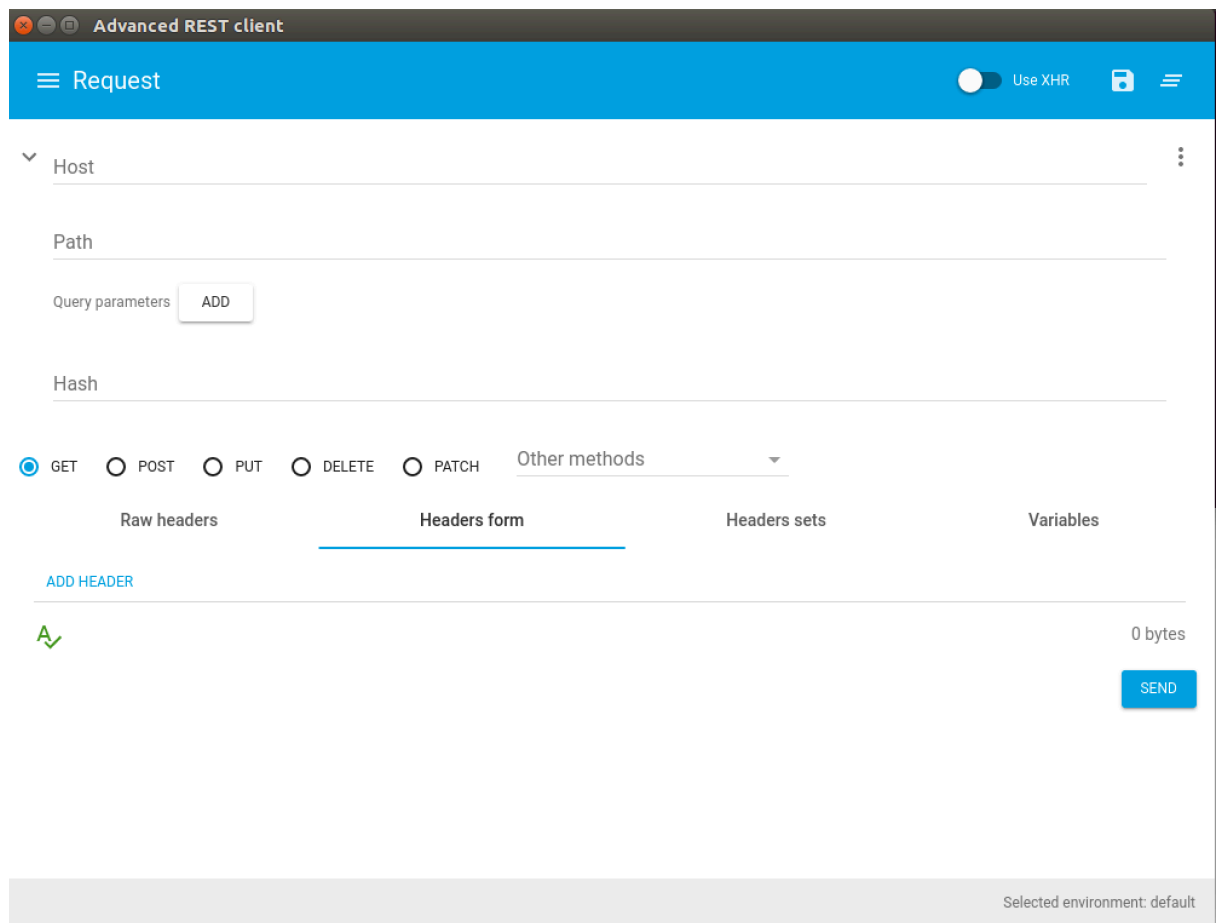 Advanced REST client
Request Use XHR
Host
Path
Query parameters ADD
Hash
GET POST PUT DELETE PATCH Other methods
Raw headers Headers form Headers sets Variables
ADD HEADER
A 0 bytes
SEND
Selected environment: default